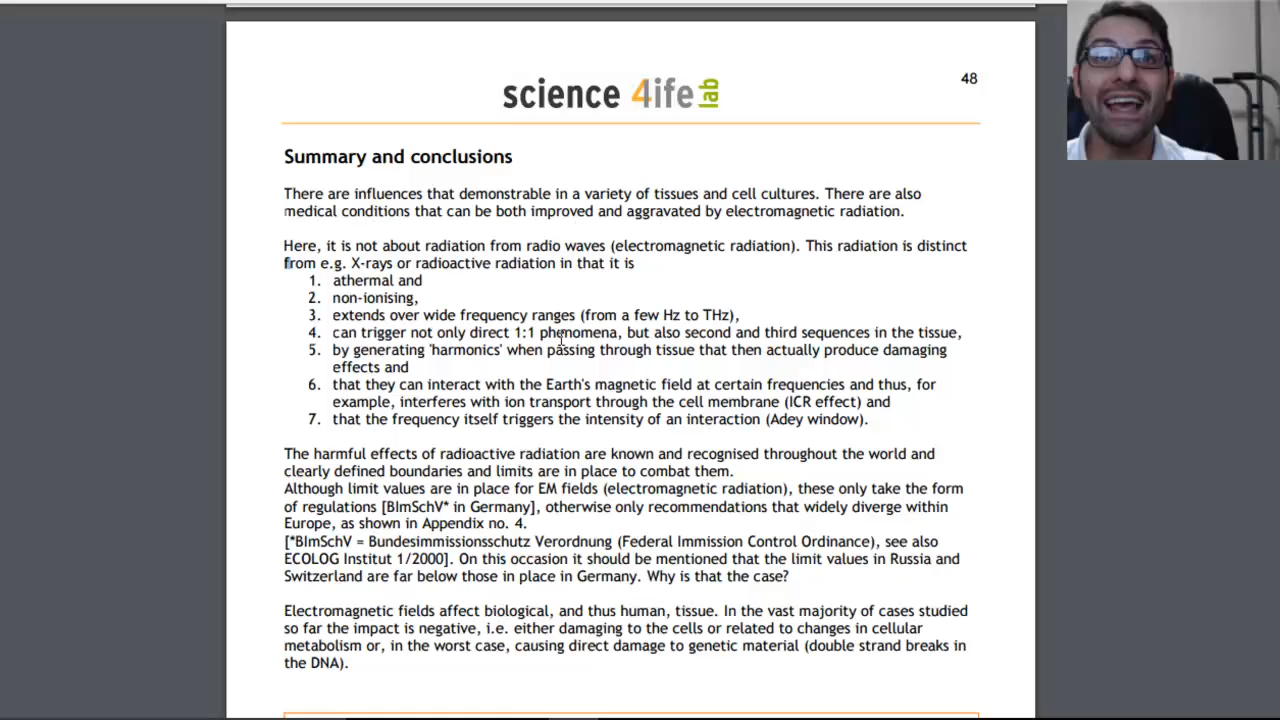 48
science 4life lab
Summary and conclusions
There are influences that demonstrable in a variety of tissues and cell cultures. There are also
medical conditions that can be both improved and aggravated by electromagnetic radiation.
Here, it is not about radiation from radio waves (electromagnetic radiation). This radiation is distinct
from e.g. X-rays or radioactive radiation in that it is
1. athermal and
2. non-ionising,
3. extends over wide frequency ranges (from a few Hz to THz),
4. can trigger not only direct 1:1 phenomena, but also second and third sequences in the tissue,
5. by generating 'harmonics' when passing through tissue that then actually produce damaging
effects and
6. that they can interact with the Earth's magnetic field at certain frequencies and thus, for
example, interferes with ion transport through the cell membrane (ICR effect) and
7. that the frequency itself triggers the intensity of an interaction (Adey window).
The harmful effects of radioactive radiation are known and recognised throughout the world and
clearly defined boundaries and limits are in place to combat them.
Although limit values are in place for EM fields (electromagnetic radiation), these only take the form
of regulations [BImSchV* in Germany], otherwise only recommendations that widely diverge within
Europe, as shown in Appendix no. 4.
[*BImSchV = Bundesimmissionsschutz Verordnung (Federal Immission Control Ordinance), see also
ECOLOG Institut 1/2000]. On this occasion it should be mentioned that the limit values in Russia and
Switzerland are far below those in place in Germany. Why is that the case?
Electromagnetic fields affect biological, and thus human, tissue. In the vast majority of cases studied
so far the impact is negative, i.e. either damaging to the cells or related to changes in cellular
metabolism or, in the worst case, causing direct damage to genetic material (double strand breaks in
the DNA).